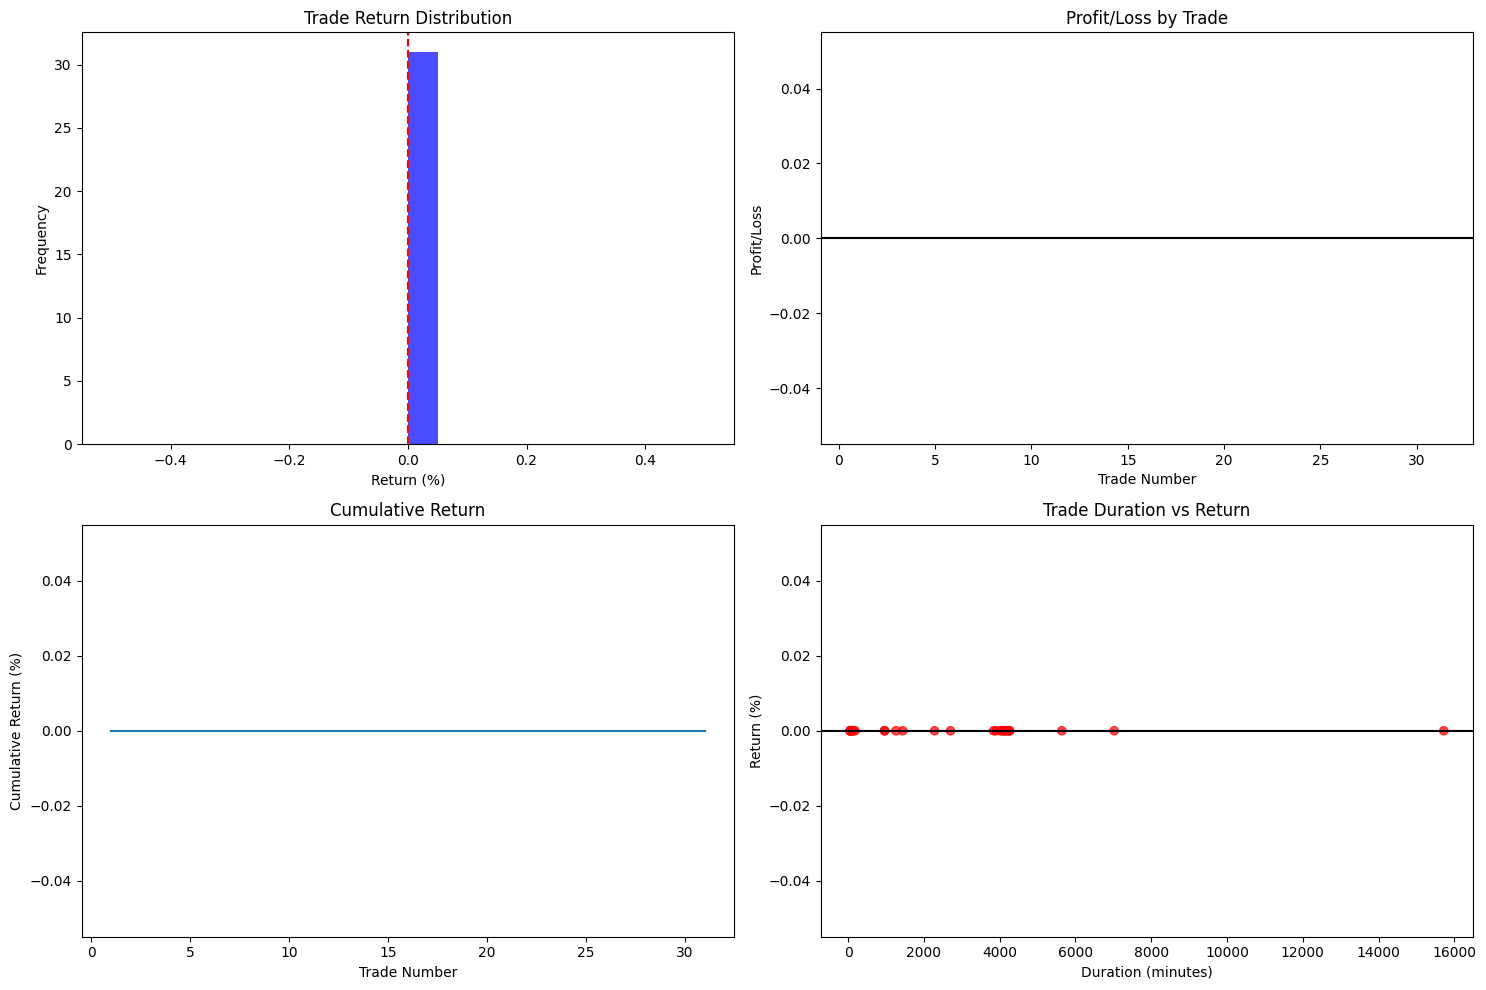 Trade Return Distribution
Frequency
30
25
20
15
10
5
0
−0.4 −0.2 0.0 0.2 0.4
Return (%)
Profit/Loss by Trade
Profit/Loss
0.04
0.02
0.00
−0.02
−0.04
0 5 10 15 20 25 30
Trade Number
Cumulative Return
Cumulative Return (%)
0.04
0.02
0.00
−0.02
−0.04
0 5 10 15 20 25 30
Trade Number
Trade Duration vs Return
Return (%)
0.04
0.02
0.00
−0.02
−0.04
0 2000 4000 6000 8000 10000 12000 14000 16000
Duration (minutes)